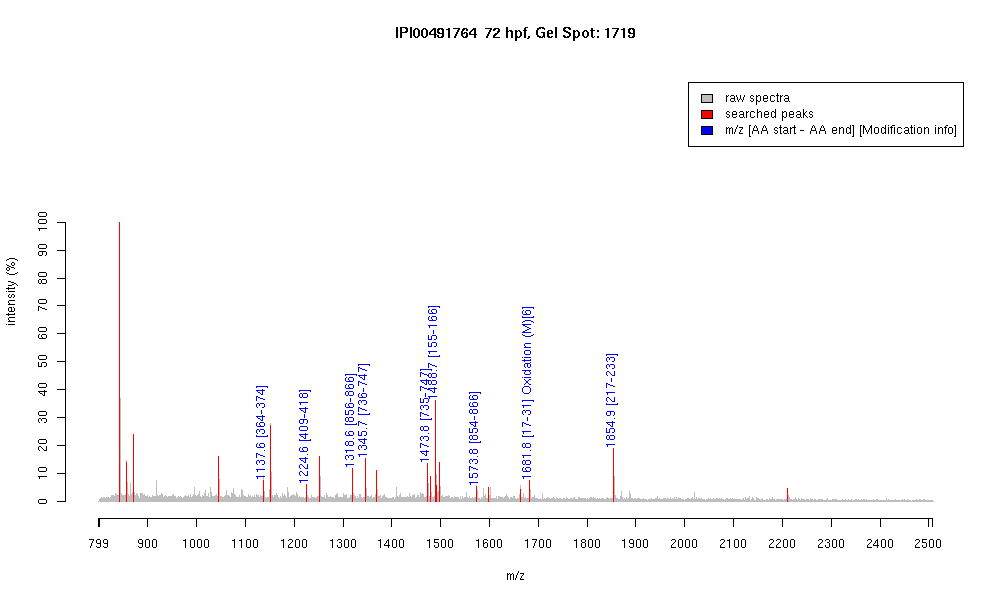 IPI00491764 72 hpf, Gel Spot: 1719
raw spectra
searched peaks
m/z [AA start - AA end] [Modification info]
intensity (%)
100
90
80
70
60
50
40
30
20
10
0
1137.6 [364-374]
1224.6 [409-418]
1318.6 [856-866]
1345.7 [736-747]
1473.8 [735-747]
1488.7 [155-166]
1573.8 [854-866]
1681.8 [17-31] Oxidation (M)[6]
1854.9 [217-233]
799 900 1000 1100 1200 1300 1400 1500 1600 1700 1800 1900 2000 2100 2200 2300 2400 2500
m/z